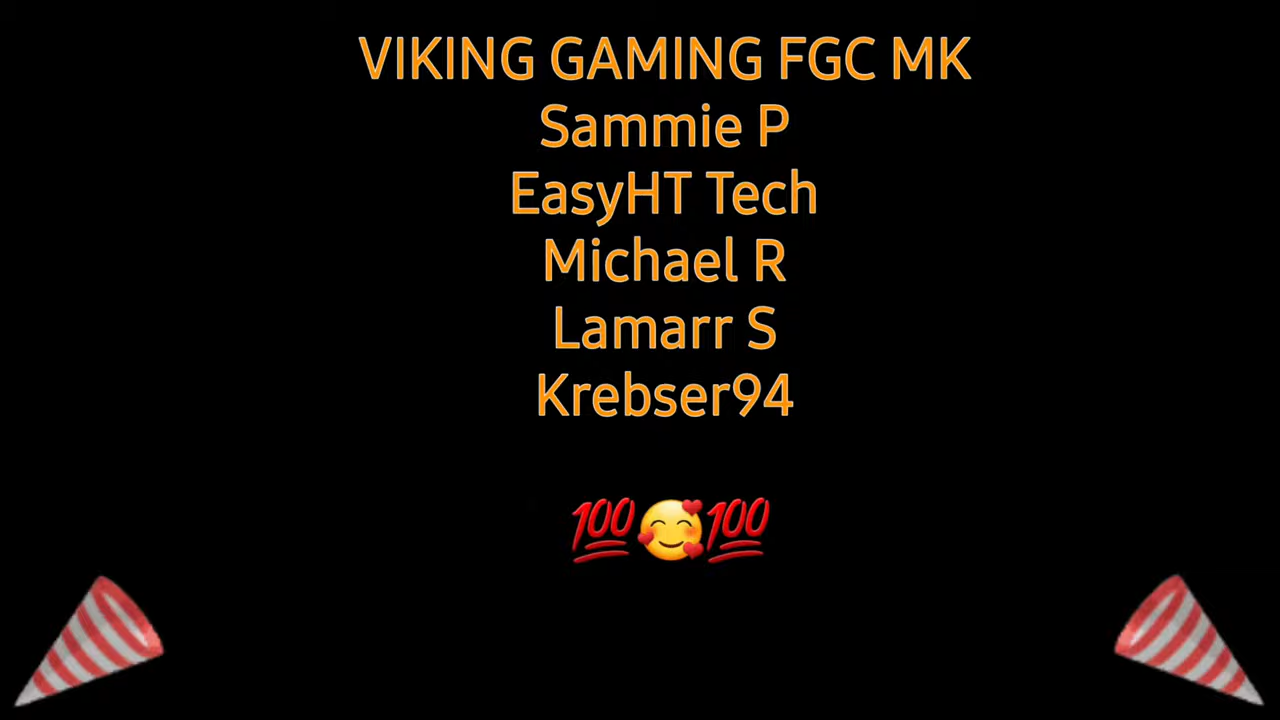 VIKING GAMING FGC MK
Sammie P
EasyHT Tech
Michael R
Lamarr S
Krebser94
💯🥰💯